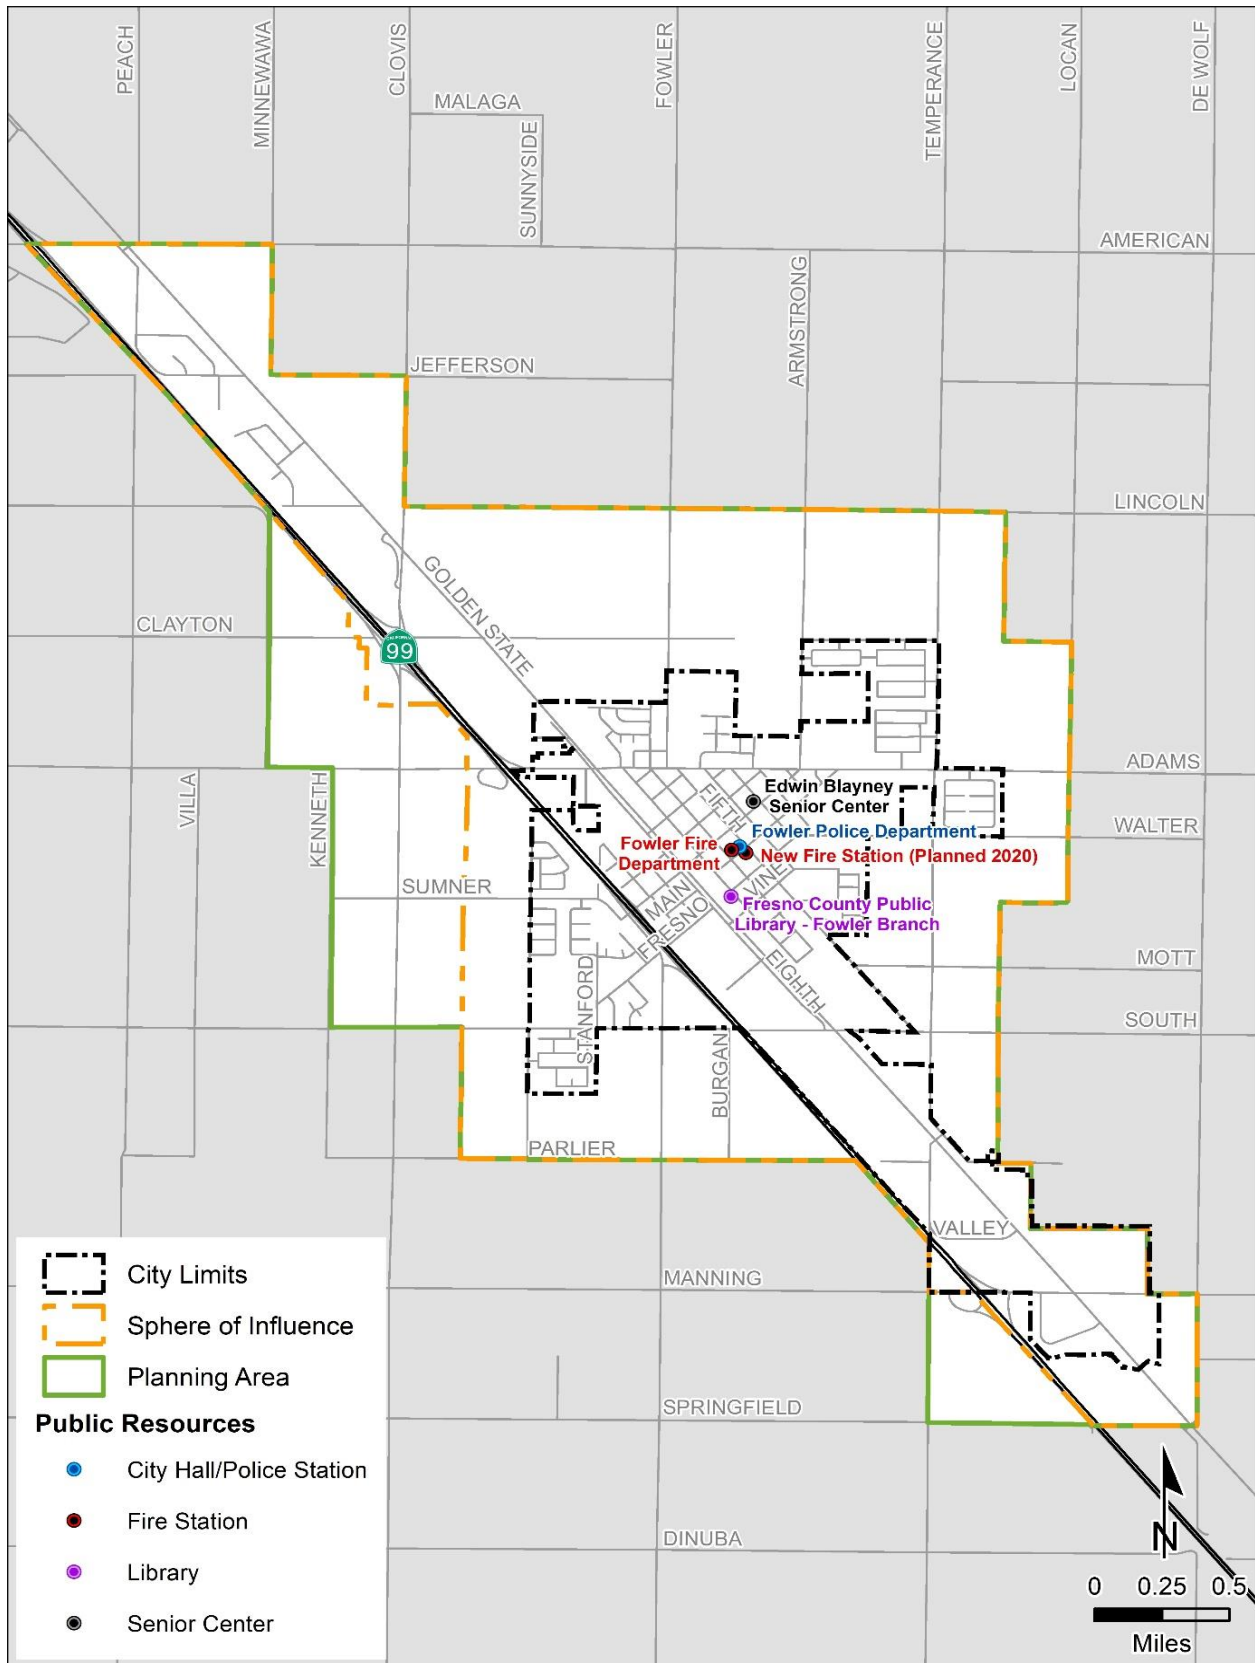 PEACH
MINNEWAWA
CLOVIS
FOWLER
TEMPERANCE
LOCAN
DE WOLF
MALAGA
SUNNYSIDE
AMERICAN
ARMSTRONG
JEFFERSON
LINCOLN
GOLDEN STATE
CLAYTON
CALIFORNIA
99
ADAMS
VILLA
KENNETH
FIFTH
Edwin Blayney
Senior Center
WALTER
Fowler Police Department
Fowler Fire
Department
New Fire Station (Planned 2020)
SUMNER
MAIN
VINE
FRESNO
Fresno County Public
Library - Fowler Branch
MOTT
EIGHTH
STANFORD
SOUTH
BURGAN
PARLIER
VALLEY
MANNING
SPRINGFIELD
DINUBA
City Limits
Sphere of Influence
Planning Area
Public Resources
City Hall/Police Station
Fire Station
Library
Senior Center
N
0 0.25 0.5
Miles